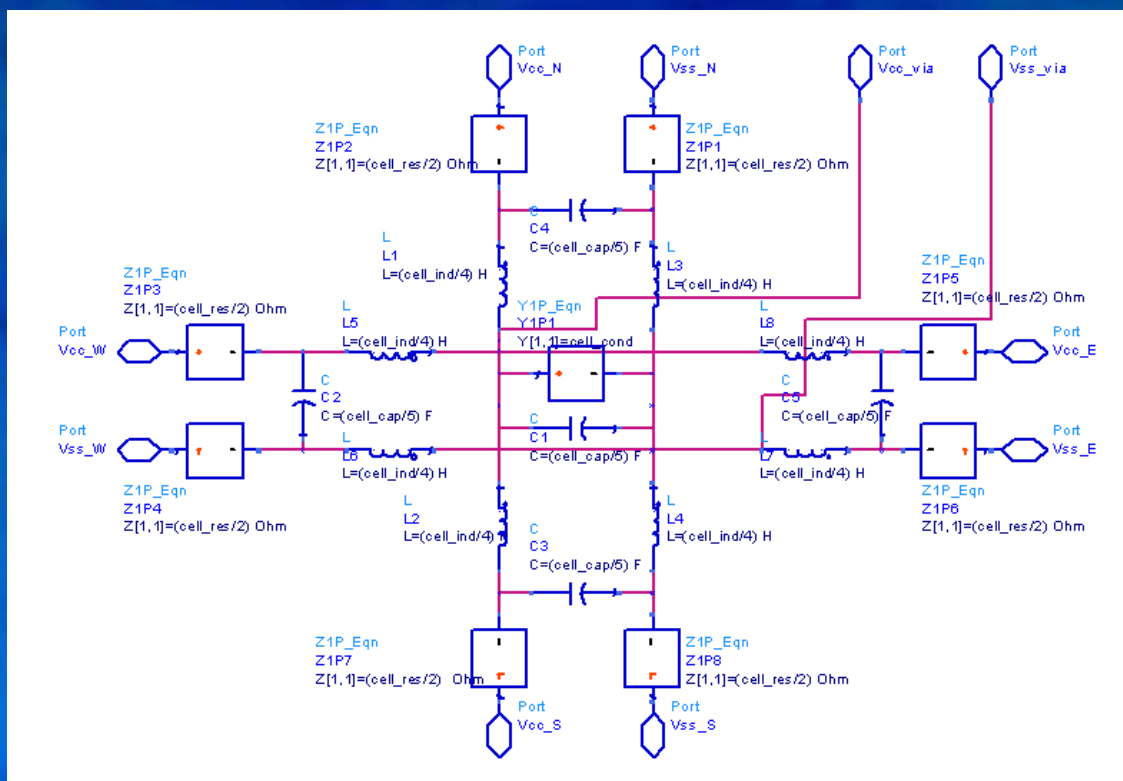 Port
Vcc_N
Port
Vss_N
Port
Vcc_via
Port
Vss_via
Z1P_Eqn
Z1P2
Z[1,1]=(cell_res/2) Ohm
Z1P_Eqn
Z1P1
Z[1,1]=(cell_res/2) Ohm
C
C4
C=(cell_cap/5) F
L
L1
L=(cell_ind/4) H
L
L3
L=(cell_ind/4) H
Z1P_Eqn
Z1P3
Z[1,1]=(cell_res/2) Ohm
Z1P_Eqn
Z1P5
Z[1,1]=(cell_res/2) Ohm
Port
Vcc_W
L
L5
L=(cell_ind/4) H
Y1P_Eqn
Y1P1
Y[1,1]=cell_cond
L
L8
L=(cell_ind/4) H
Port
Vcc_E
C
C2
C=(cell_cap/5) F
C
C1
C=(cell_cap/5) F
C
C5
C=(cell_cap/5) F
Port
Vss_W
L
L6
L=(cell_ind/4) H
L7
L=(cell_ind/4) H
Port
Vss_E
Z1P_Eqn
Z1P4
Z[1,1]=(cell_res/2) Ohm
L
L2
L=(cell_ind/4)
C
C3
C=(cell_cap/5) F
L
L4
L=(cell_ind/4) H
Z1P_Eqn
Z1P6
Z[1,1]=(cell_res/2) Ohm
Z1P_Eqn
Z1P7
Z[1,1]=(cell_res/2) Ohm
Z1P_Eqn
Z1P8
Z[1,1]=(cell_res/2) Ohm
Port
Vcc_S
Port
Vss_S